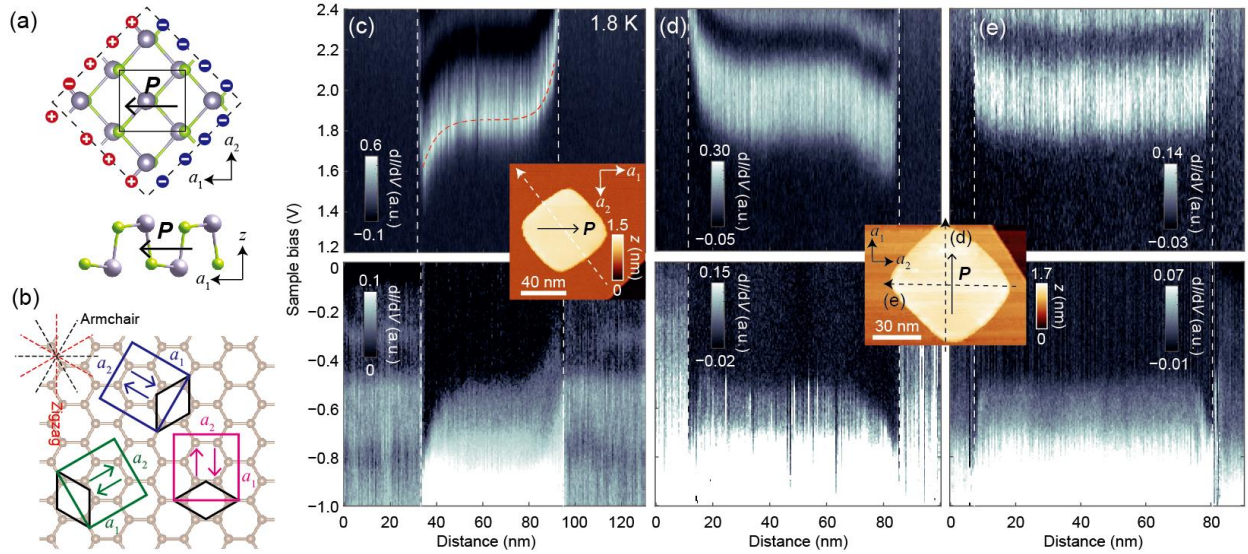 (a)
P
a2
a1
P
z
a1
(b)
Armchair
Zigzag
a1
a2
a2
a1
a2
a1
Sample bias (V)
2.4
2.2
2.0
1.8
1.6
1.4
1.2
0
−0.2
−0.4
−0.6
−0.8
−1.0
(c)
1.8 K
0.6
dI/dV (a.u.)
−0.1
a1
a2
P
1.5
z (nm)
0
40 nm
0.1
dI/dV (a.u.)
0
0 20 40 60 80 100 120
Distance (nm)
(d)
0.30
dI/dV (a.u.)
−0.05
0.15
dI/dV (a.u.)
−0.02
0 20 40 60 80
Distance (nm)
a1
a2
(d)
P
(e)
30 nm
1.7
z (nm)
0
(e)
0.14
dI/dV (a.u.)
−0.03
0.07
dI/dV (a.u.)
−0.01
0 20 40 60 80
Distance (nm)